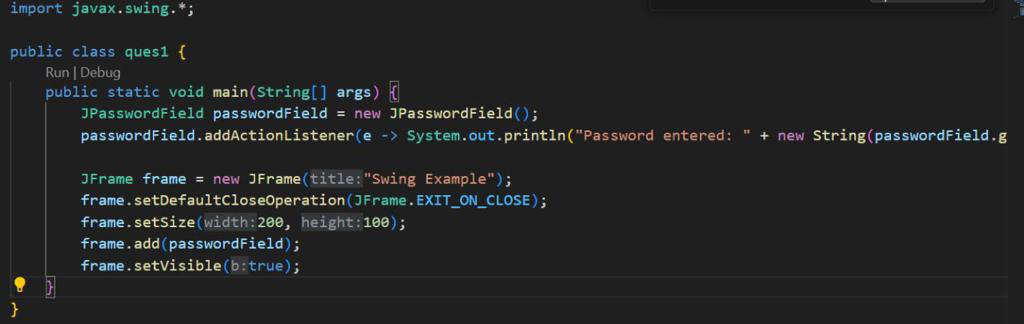 import javax.swing.*;
public class ques1 {
Run | Debug
public static void main(String[] args) {
JPasswordField passwordField = new JPasswordField();
passwordField.addActionListener(e -> System.out.println("Password entered: " + new String(passwordField.g
JFrame frame = new JFrame(title:"Swing Example");
frame.setDefaultCloseOperation(JFrame.EXIT_ON_CLOSE);
frame.setSize(width:200, height:100);
frame.add(passwordField);
frame.setVisible(b:true);
}
}